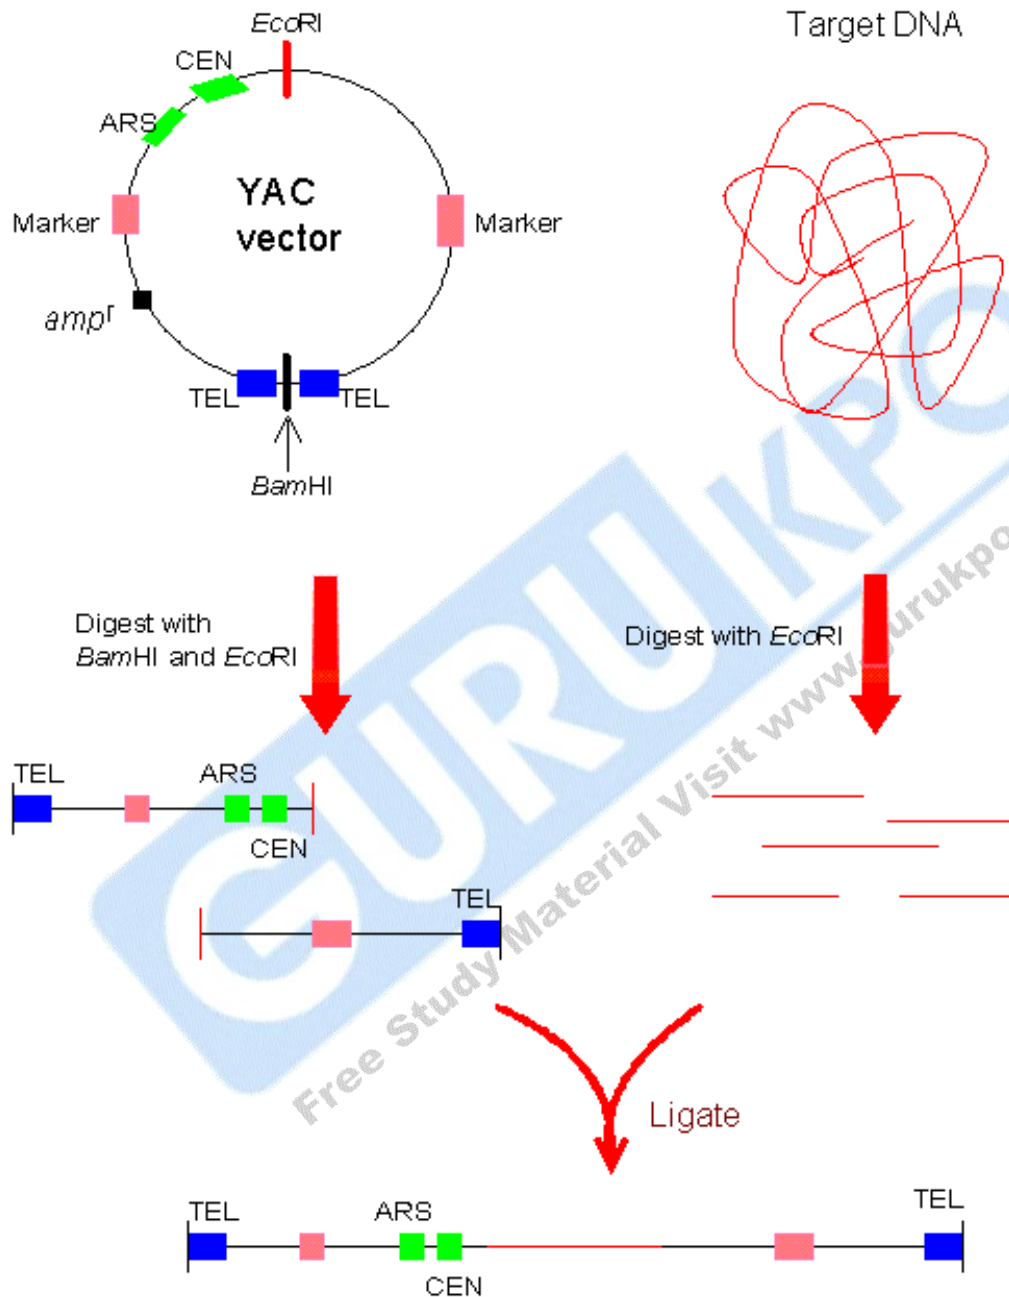 EcoRI
Target DNA
CEN
ARS
YAC
vector
Marker
Marker
ampr
TEL
TEL
BamHI
Digest with
BamHI and EcoRI
Digest with EcoRI
TEL
ARS
CEN
TEL
GURUKPO
Free Study Material Visit www.gurukpo
Ligate
TEL
ARS
TEL
CEN